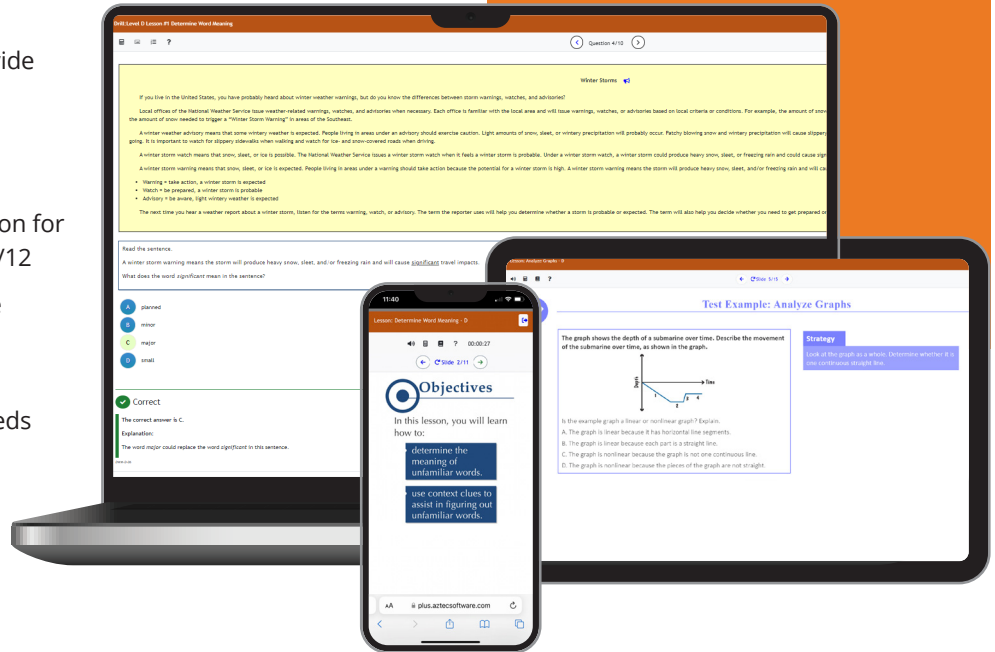 ide
on for
/12
eds
Drill: Level D Lesson #1 Determine Word Meaning
?
Question 4/10
Winter Storms
If you live in the United States, you have probably heard about winter weather warnings, but do you know the differences between storm warnings, watches, and advisories?
Local offices of the National Weather Service issue weather-related warnings, watches, and advisories when necessary. Each office is familiar with the local area and will issue warnings, watches, or advisories based on local criteria or conditions. For example, the amount of snow
the amount of snow needed to trigger a "Winter Storm Warning" in areas of the Southeast.
A winter weather advisory means that some wintery weather is expected. People living in areas under an advisory should exercise caution. Light amounts of snow, sleet, or wintery precipitation will probably occur. Patchy blowing snow and wintery precipitation will cause slippery
going. It is important to watch for slippery sidewalks when walking and watch for ice- and snow-covered roads when driving.
A winter storm watch means that snow, sleet, or ice is possible. The National Weather Service issues a winter storm watch when it feels a winter storm is probable. Under a winter storm watch, a winter storm could produce heavy snow, sleet, or freezing rain and could cause sign
A winter storm warning means that snow, sleet, or ice is expected. People living in areas under a warning should take action because the potential for a winter storm is high. A winter storm warning means the storm will produce heavy snow, sleet, and/or freezing rain and will cau
• Warning = take action, a winter storm is expected
• Watch = be prepared, a winter storm is probable
• Advisory = be aware, light wintery weather is expected
The next time you hear a weather report about a winter storm, listen for the terms warning, watch, or advisory. The term the reporter uses will help you determine whether a storm is probable or expected. The term will also help you decide whether you need to get prepared or
Read the sentence.
A winter storm warning means the storm will produce heavy snow, sleet, and/or freezing rain and will cause significant travel impacts.
What does the word significant mean in the sentence?
A planned
B minor
C major
D small
Correct
The correct answer is C.
Explanation:
The word major could replace the word significant in this sentence.
11:40
Lesson: Determine Word Meaning - D
? 00:00:27
Slide 2/11
Objectives
In this lesson, you will learn
how to:
• determine the
meaning of
unfamiliar words.
• use context clues to
assist in figuring out
unfamiliar words.
AA plus.aztecsoftware.com
Lesson: Analyze Graphs - D
?
Slide 5/15
Test Example: Analyze Graphs
The graph shows the depth of a submarine over time. Describe the movement
of the submarine over time, as shown in the graph.
Depth
Time
1
2
3
4
Is the example graph a linear or nonlinear graph? Explain.
A. The graph is linear because it has horizontal line segments.
B. The graph is linear because each part is a straight line.
C. The graph is nonlinear because the graph is not one continuous line.
D. The graph is nonlinear because the pieces of the graph are not straight.
Strategy
Look at the graph as a whole. Determine whether it is
one continuous straight line.